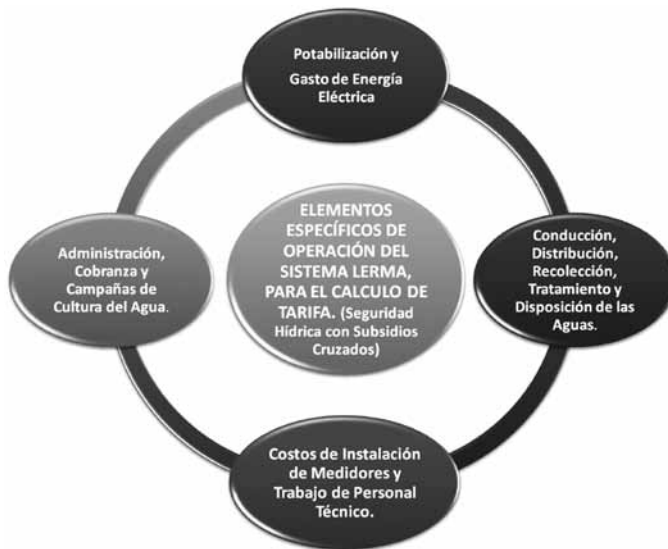 Potabilización y
Gasto de Energía
Eléctrica
ELEMENTOS
ESPECÍFICOS DE
OPERACIÓN DEL
SISTEMA LERMA,
PARA EL CALCULO DE
TARIFA. (Seguridad
Hídrica con Subsidios
Cruzados)
Conducción,
Distribución,
Recolección,
Tratamiento y
Disposición de las
Aguas.
Costos de Instalación
de Medidores y
Trabajo de Personal
Técnico.
Administración,
Cobranza y
Campañas de
Cultura del Agua.